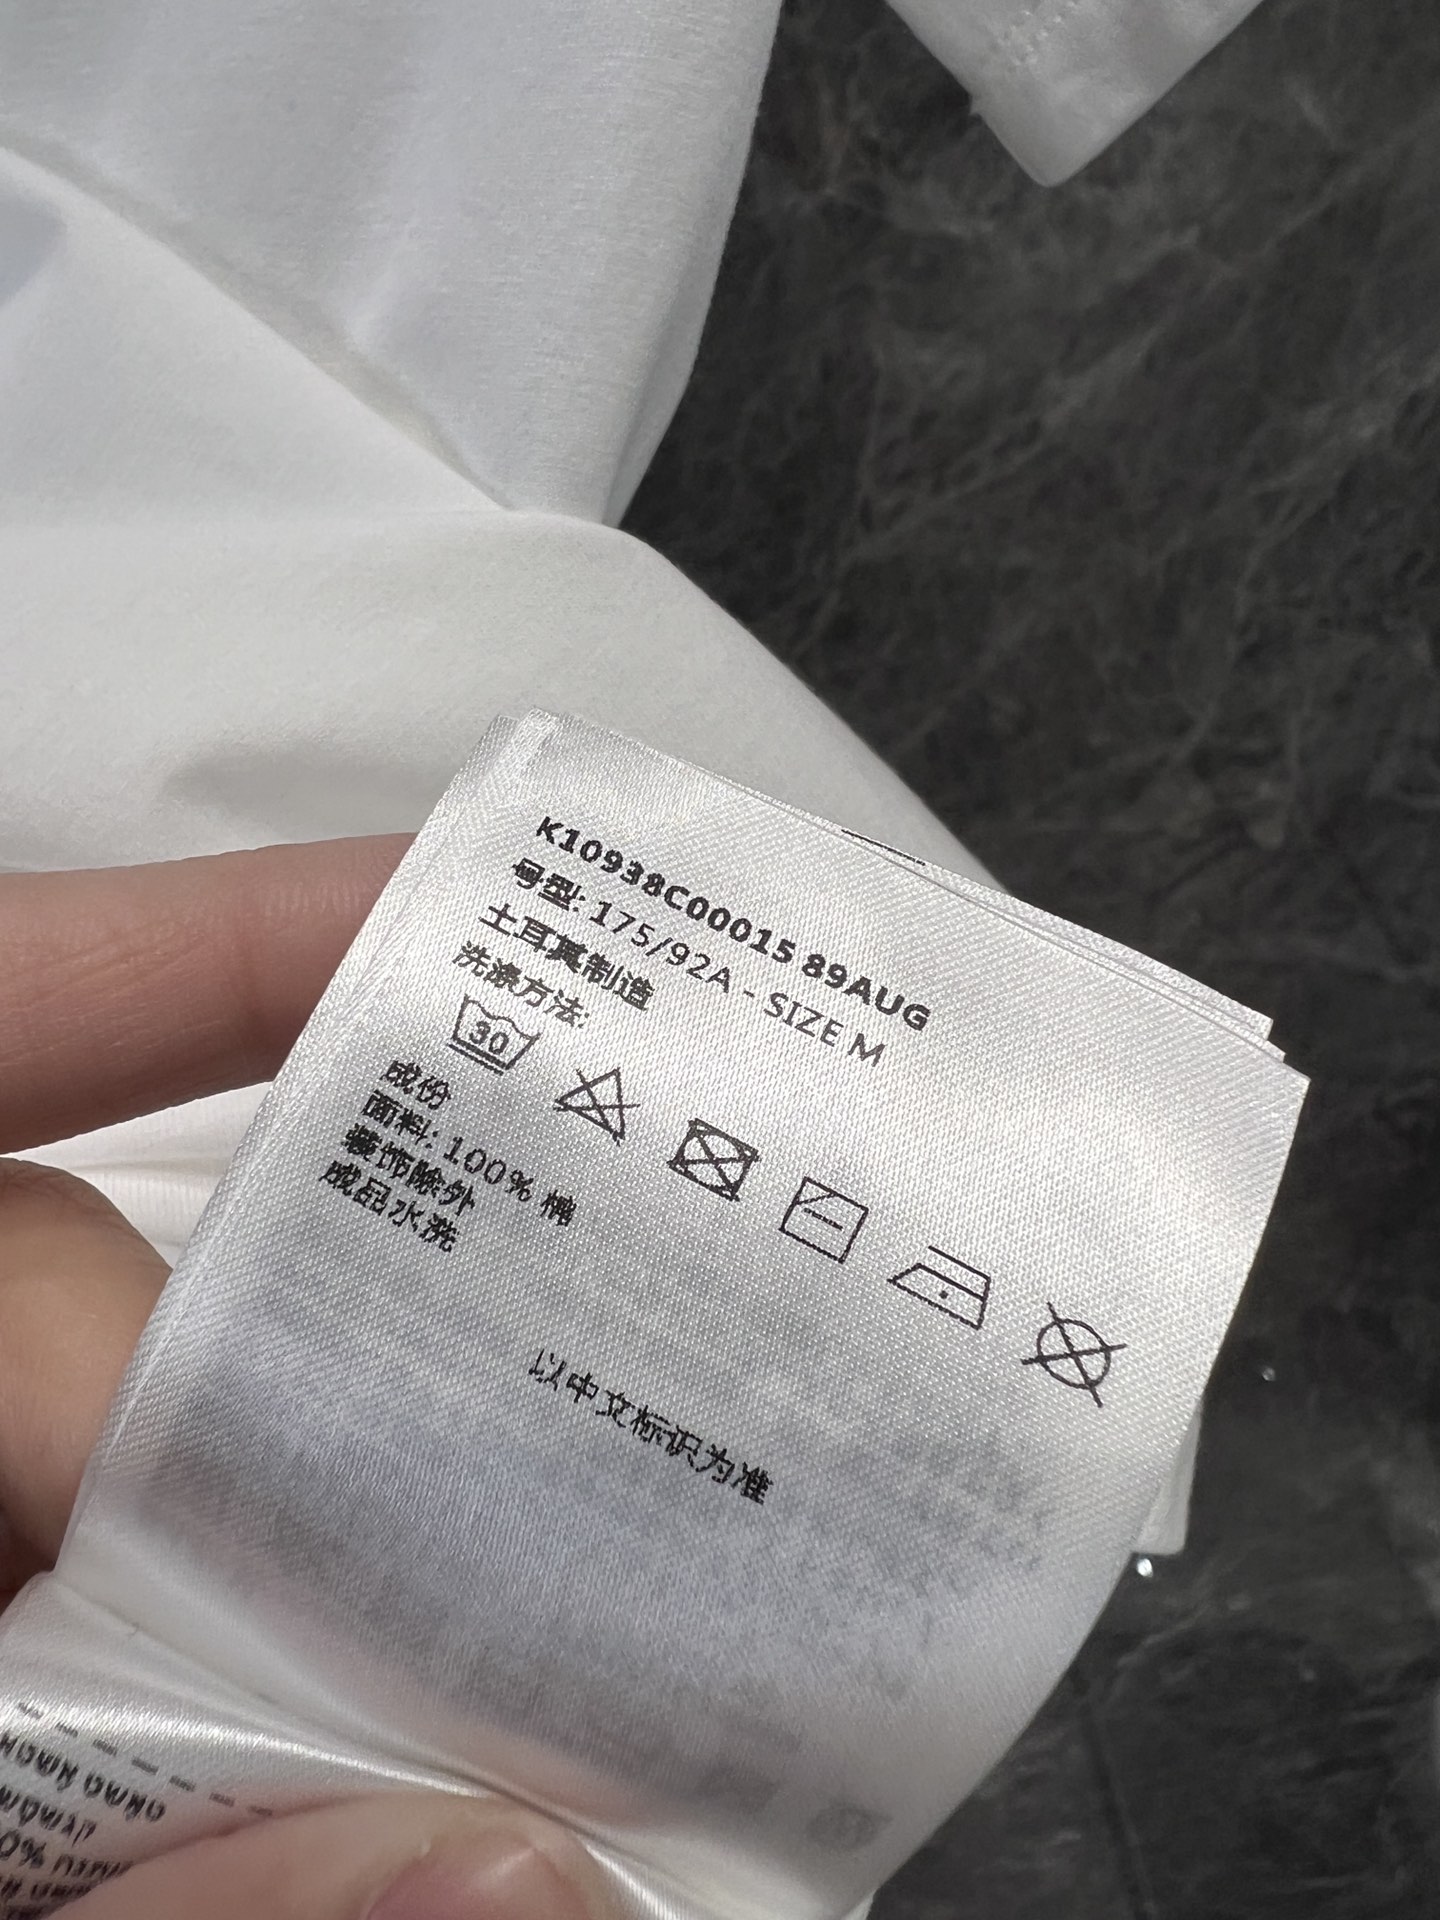 K10938C00015 89AUG
号型: 175/92A - SIZE M
土耳其制造
洗涤方法:
30
成份
面料: 100% 棉
装饰除外
成品水洗
以中文标识为准